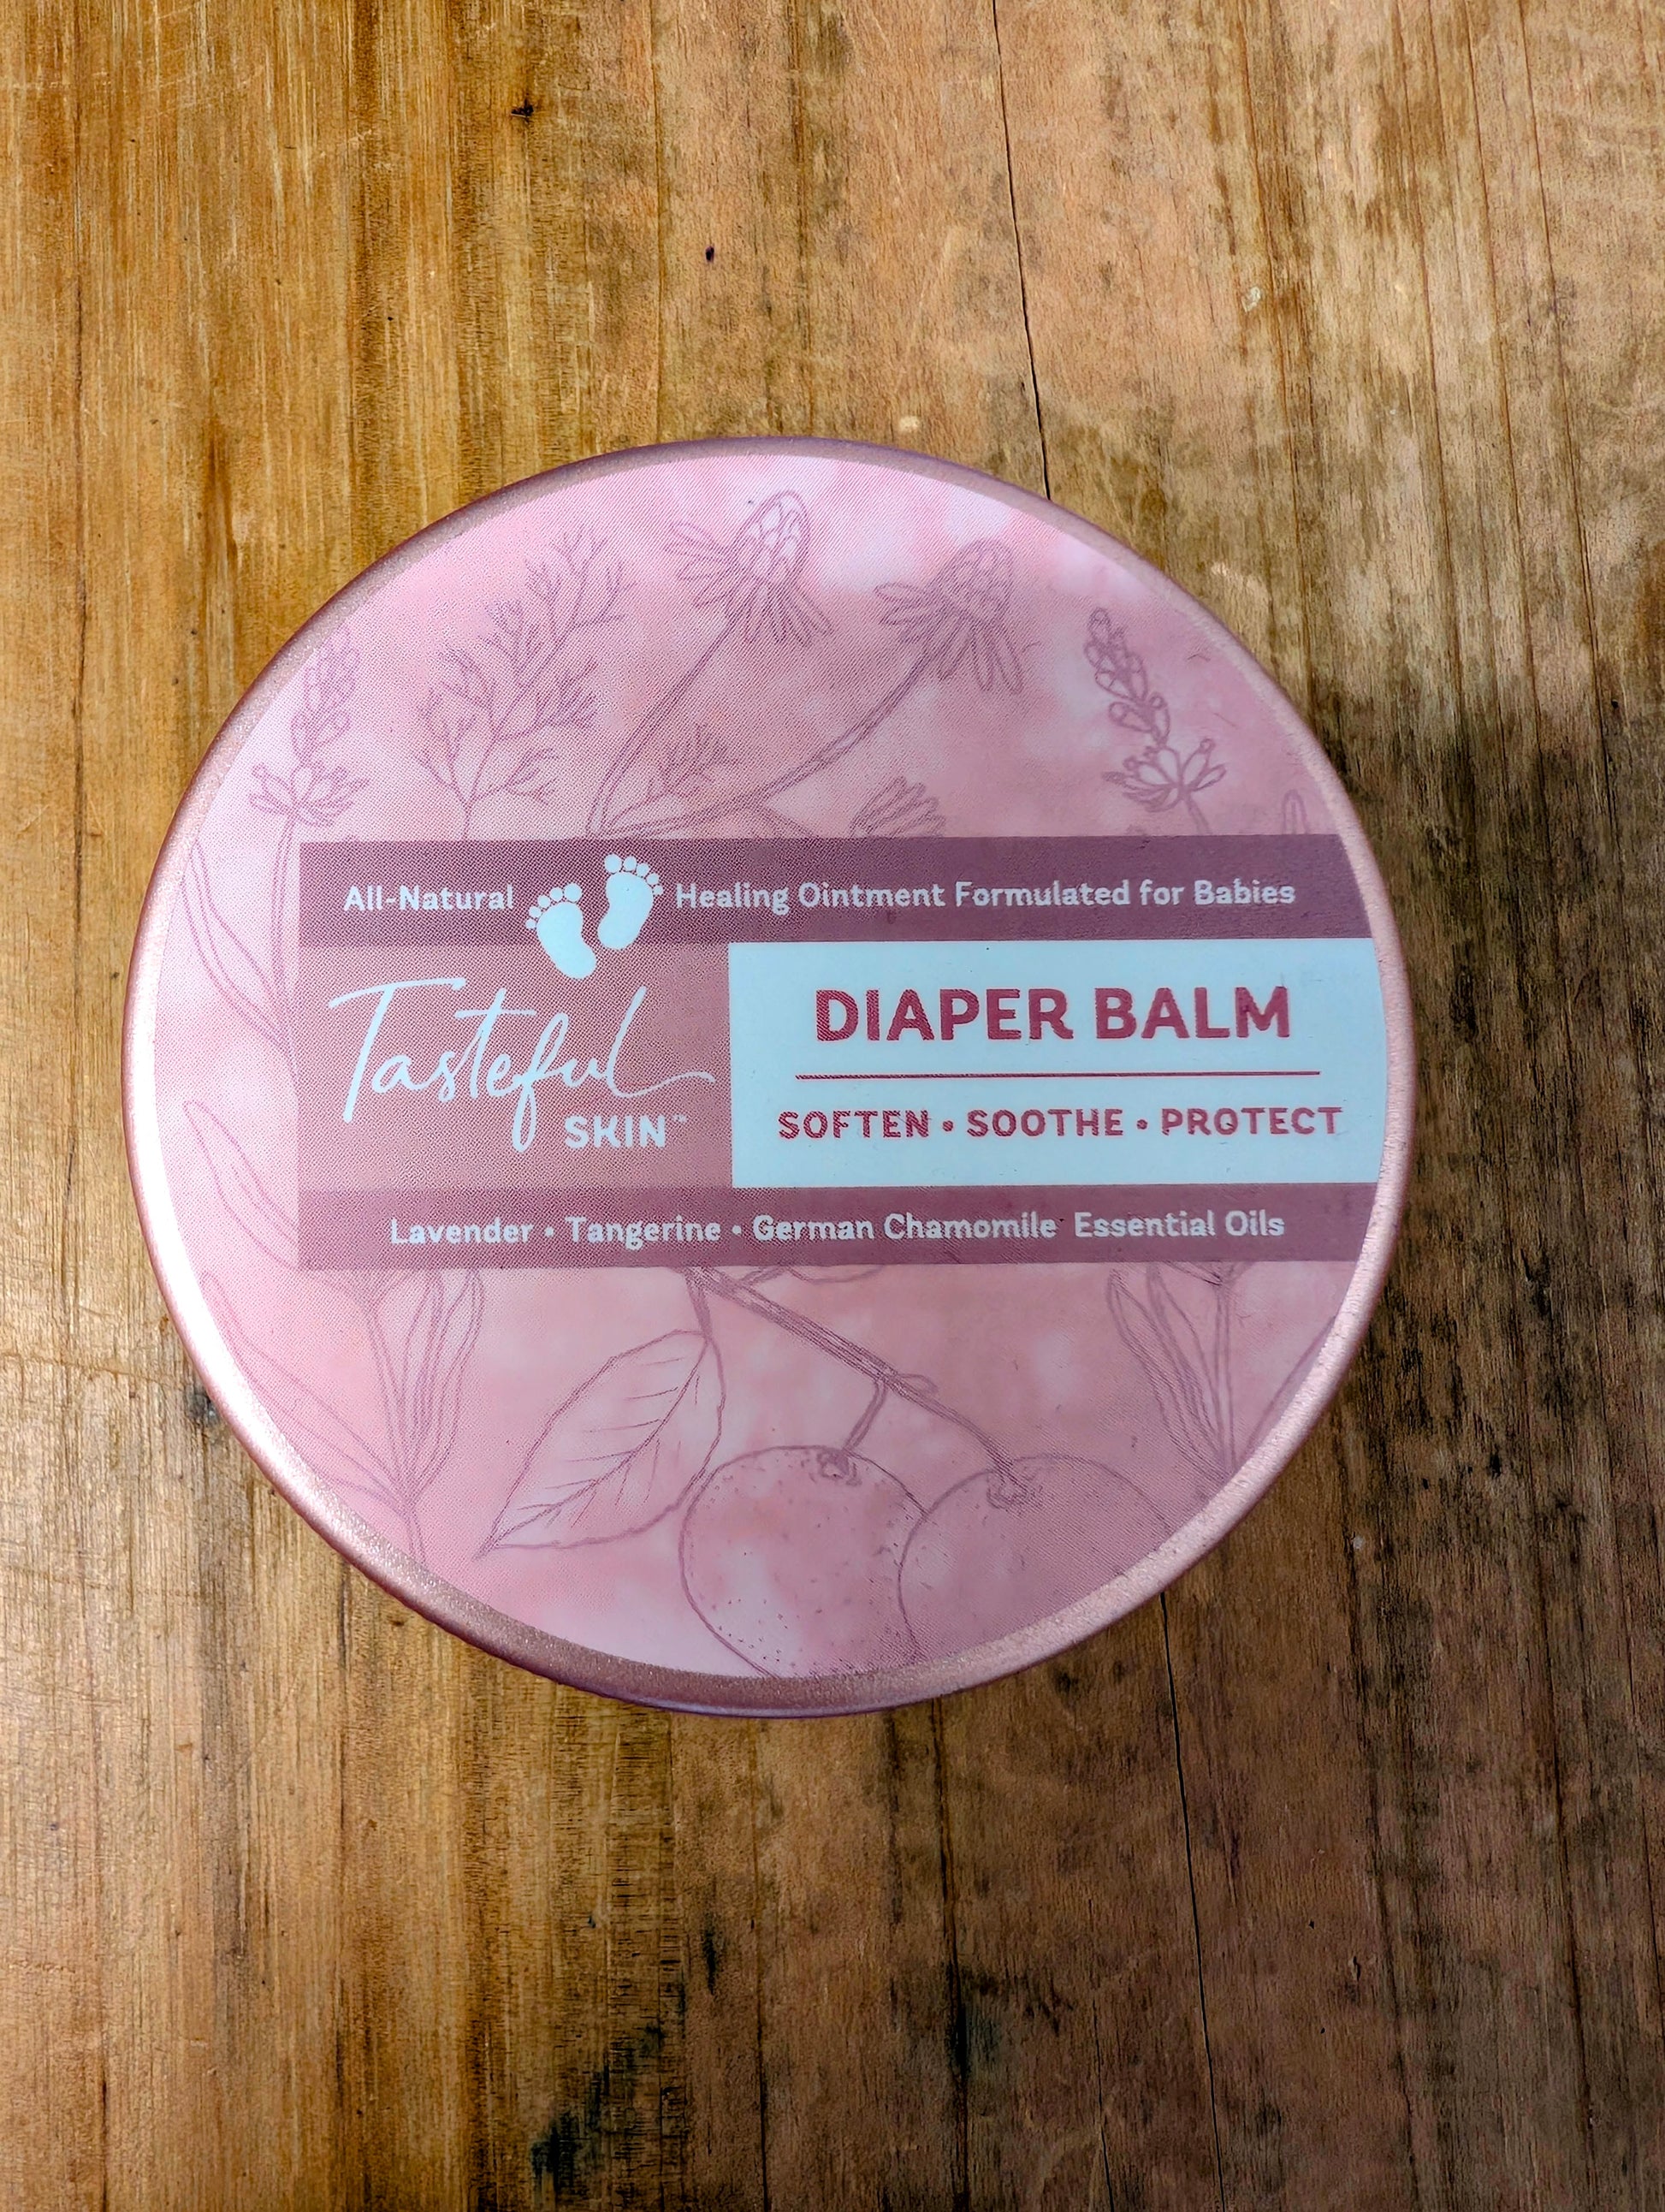 All-Natural Healing Ointment Formulated for Babies
Tasteful
SKIN™
DIAPER BALM
SOFTEN • SOOTHE • PROTECT
Lavender • Tangerine • German Chamomile Essential Oils